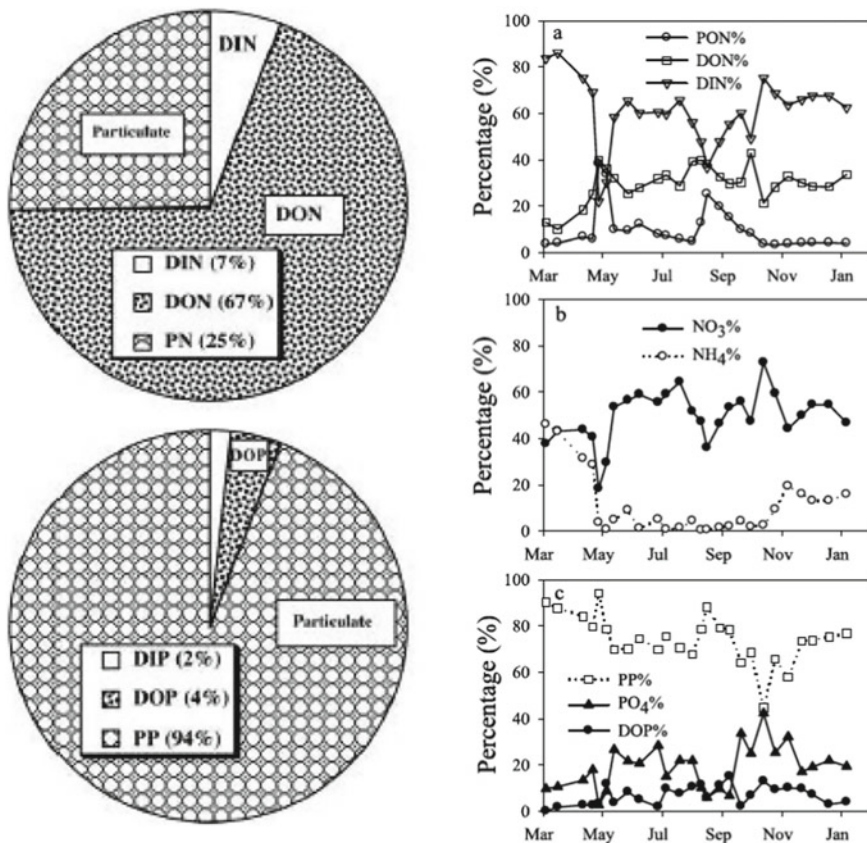 DIN
Particulate
DON
DIN (7%)
DON (67%)
PN (25%)
DOP
Particulate
DIP (2%)
DOP (4%)
PP (94%)
a
PON%
DON%
DIN%
Percentage (%)
100
80
60
40
20
0
Mar May Jul Sep Nov Jan
b
NO3%
NH4%
Percentage (%)
100
80
60
40
20
0
Mar May Jul Sep Nov Jan
c
PP%
PO4%
DOP%
Percentage (%)
100
80
60
40
20
0
Mar May Jul Sep Nov Jan